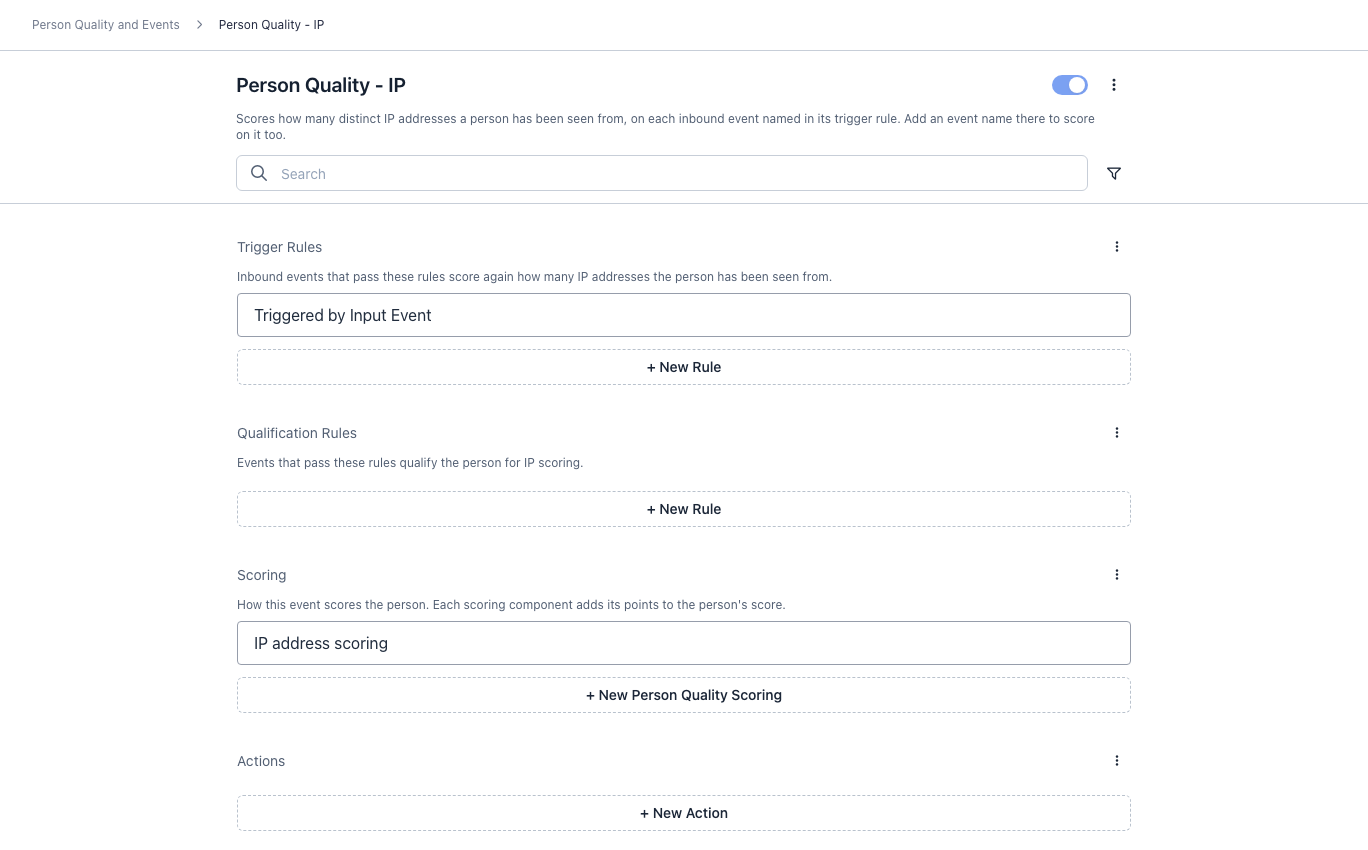 Person Quality and Events > Person Quality - IP
Person Quality - IP
Scores how many distinct IP addresses a person has been seen from, on each inbound event named in its trigger rule. Add an event name there to score
on it too.
Search
Trigger Rules
Inbound events that pass these rules score again how many IP addresses the person has been seen from.
Triggered by Input Event
+ New Rule
Qualification Rules
Events that pass these rules qualify the person for IP scoring.
+ New Rule
Scoring
How this event scores the person. Each scoring component adds its points to the person's score.
IP address scoring
+ New Person Quality Scoring
Actions
+ New Action